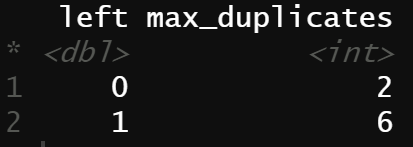 left max_duplicates
* <dbl> <int>
1 0 2
2 1 6